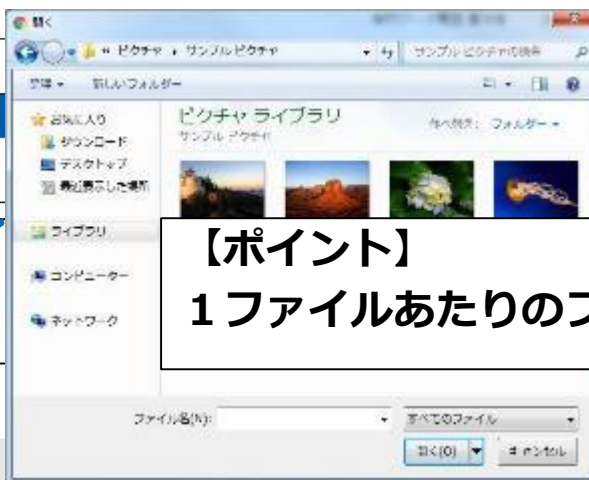 開く
« ピクチャ ▸ サンプル ピクチャ
サンプル ピクチャの検索
整理 ▾
新しいフォルダー
お気に入り
ダウンロード
デスクトップ
最近表示した場所
ライブラリ
コンピューター
ネットワーク
ピクチャ ライブラリ
サンプル ピクチャ
並べ替え: フォルダー ▾
【ポイント】
１ファイルあたりのフ
ファイル名(N):
すべてのファイル
開く(O)
キャンセル